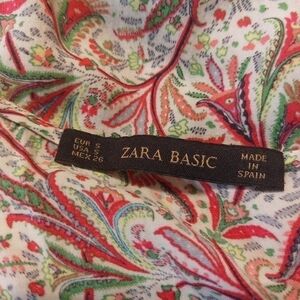 EUR S
USA S
MEX 26
ZARA BASIC
MADE IN
SPAIN